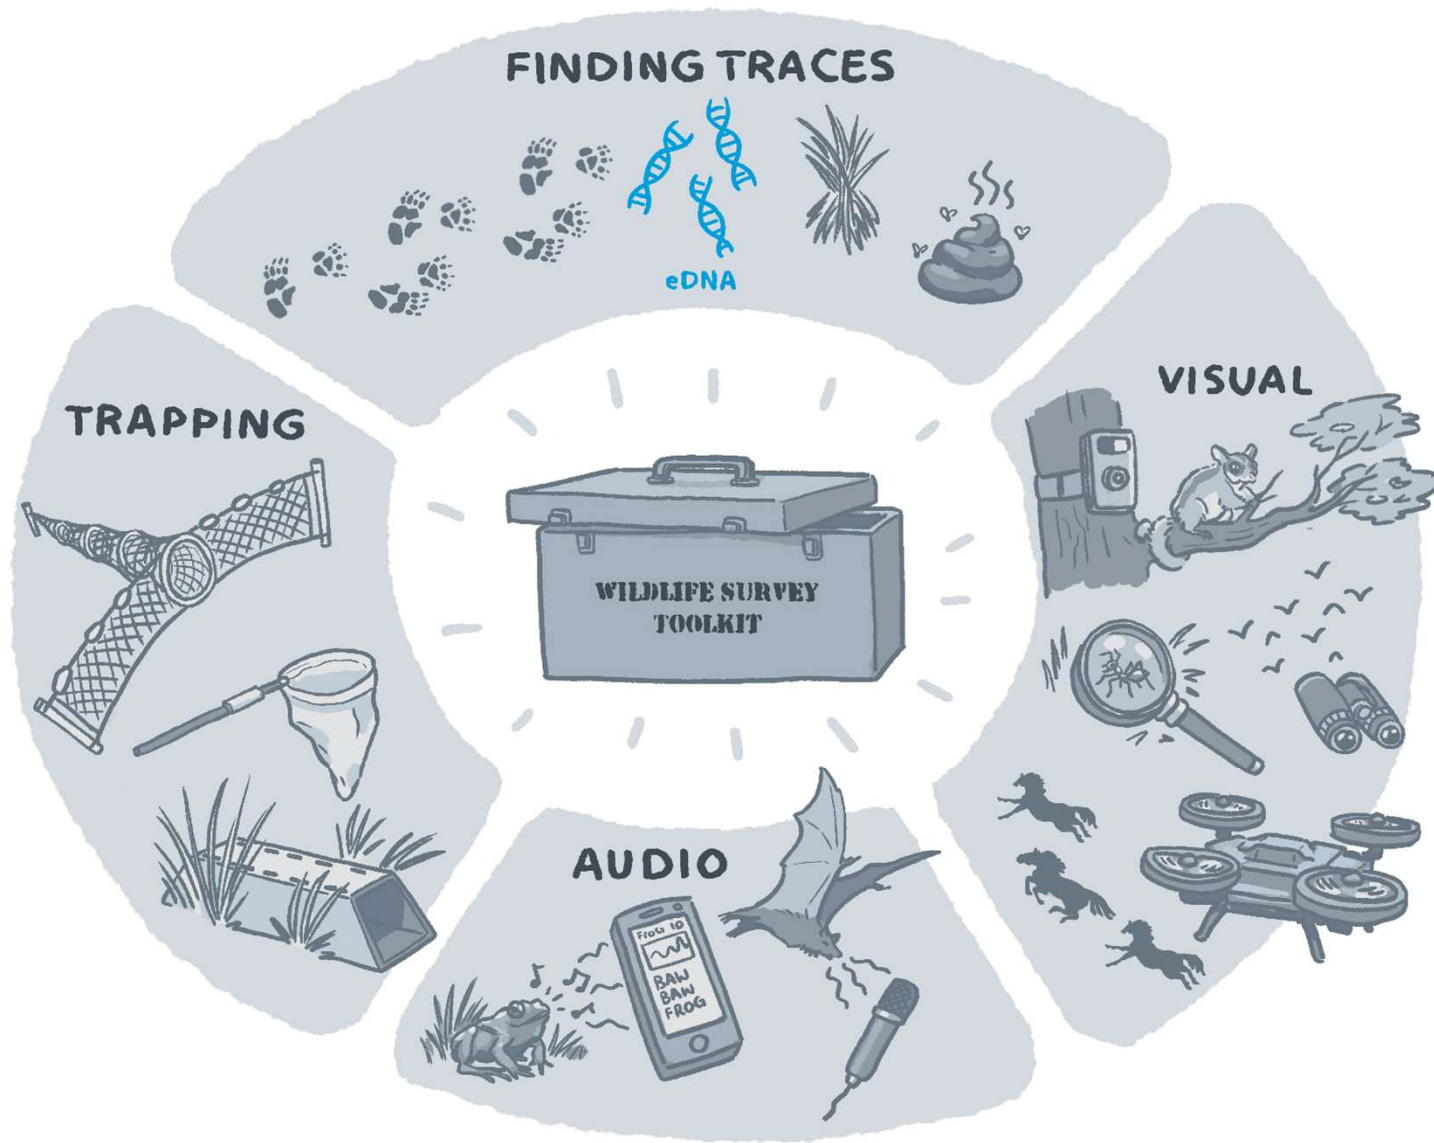 FINDING TRACES
eDNA
VISUAL
TRAPPING
WILDLIFE SURVEY
TOOLKIT
AUDIO
FROG ID
BAW
BAW
FROG